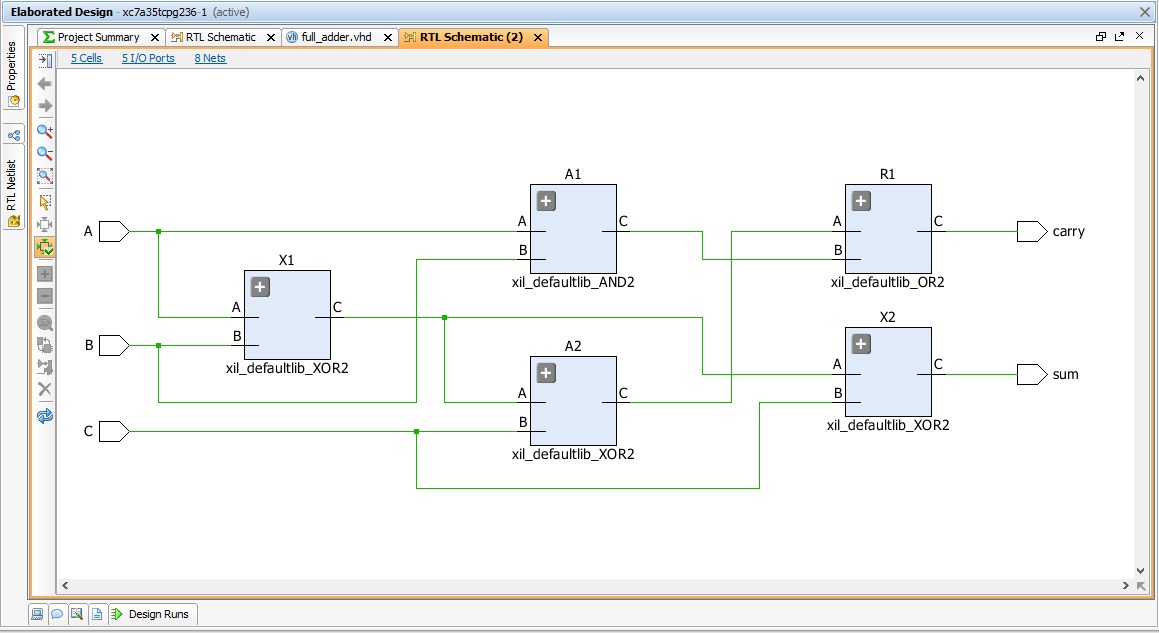 Elaborated Design - xc7a35tcpg236-1 (active)
Project Summary
RTL Schematic
full_adder.vhd
RTL Schematic (2)
Properties
RTL Netlist
5 Cells
5 I/O Ports
8 Nets
A1
R1
A
A
C
B
xil_defaultlib_AND2
A
C
B
xil_defaultlib_OR2
carry
X1
A
C
B
xil_defaultlib_XOR2
B
A2
A
C
B
xil_defaultlib_XOR2
X2
A
C
B
xil_defaultlib_XOR2
sum
C
Design Runs